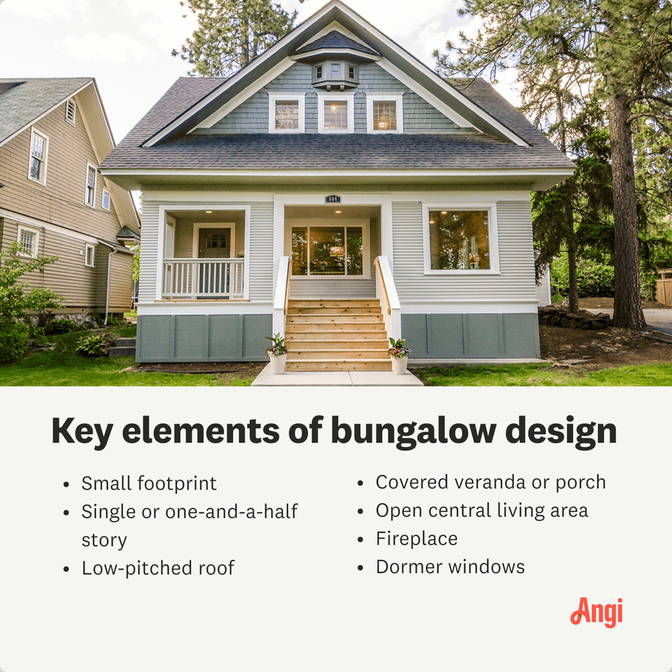 604
Key elements of bungalow design
• Small footprint
• Single or one-and-a-half
story
• Low-pitched roof
• Covered veranda or porch
• Open central living area
• Fireplace
• Dormer windows
Angi